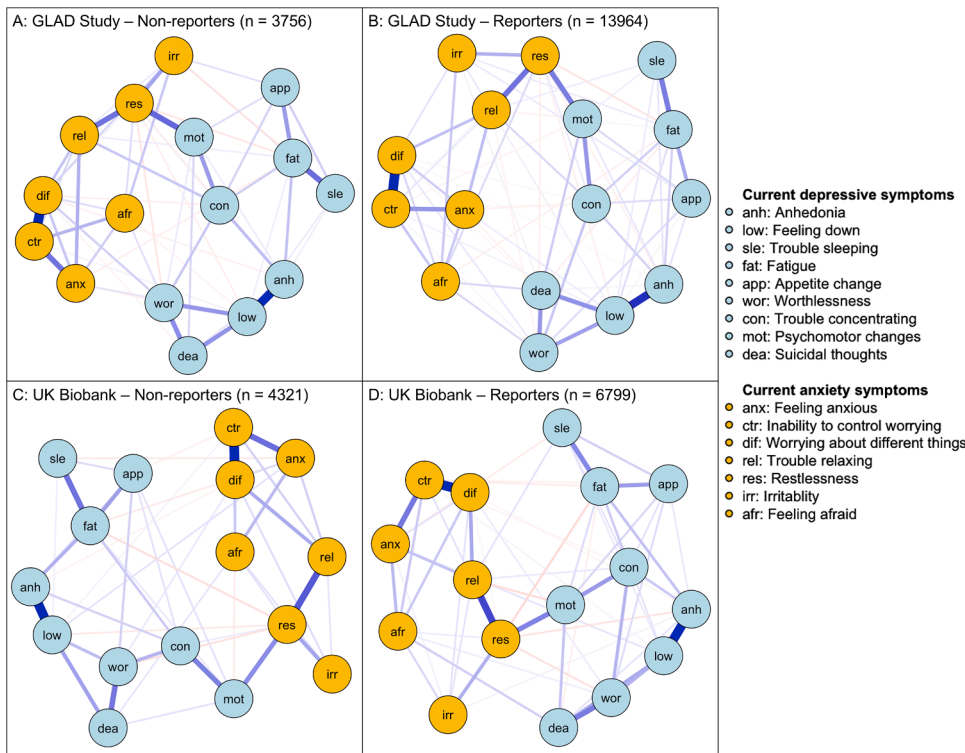 A: GLAD Study – Non-reporters (n = 3756)
irr
app
res
rel
mot
fat
sle
dif
afr
con
ctr
anx
anh
wor
low
dea
B: GLAD Study – Reporters (n = 13964)
irr
res
sle
rel
mot
fat
dif
ctr
anx
con
app
afr
dea
anh
low
wor
C: UK Biobank – Non-reporters (n = 4321)
ctr
sle
app
anx
dif
fat
afr
rel
anh
low
res
con
wor
irr
mot
dea
D: UK Biobank – Reporters (n = 6799)
sle
ctr
dif
fat
app
anx
con
rel
mot
anh
afr
res
low
wor
irr
dea
Current depressive symptoms
anh: Anhedonia
low: Feeling down
sle: Trouble sleeping
fat: Fatigue
app: Appetite change
wor: Worthlessness
con: Trouble concentrating
mot: Psychomotor changes
dea: Suicidal thoughts
Current anxiety symptoms
anx: Feeling anxious
ctr: Inability to control worrying
dif: Worrying about different things
rel: Trouble relaxing
res: Restlessness
irr: Irritablity
afr: Feeling afraid